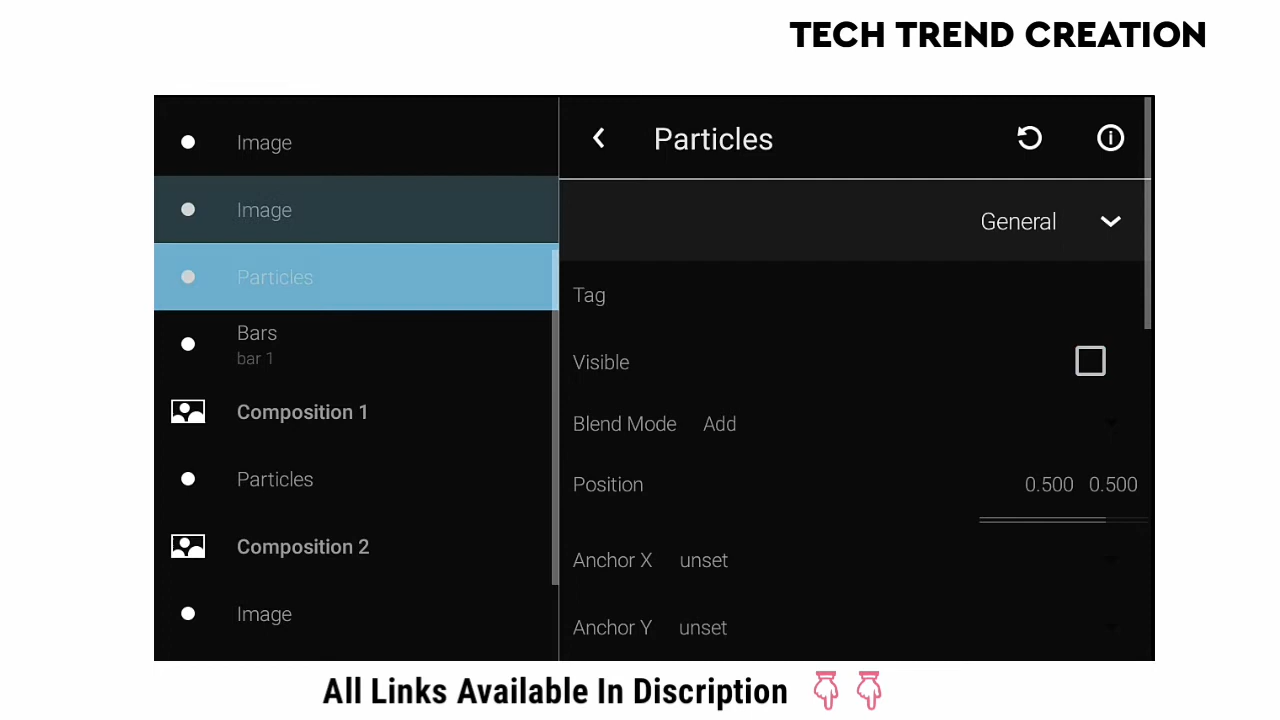 TECH TREND CREATION
Image
Image
Particles
Bars
bar 1
Composition 1
Particles
Composition 2
Image
Particles
General
Tag
Visible
Blend Mode Add
Position 0.500 0.500
Anchor X unset
Anchor Y unset
All Links Available In Discription